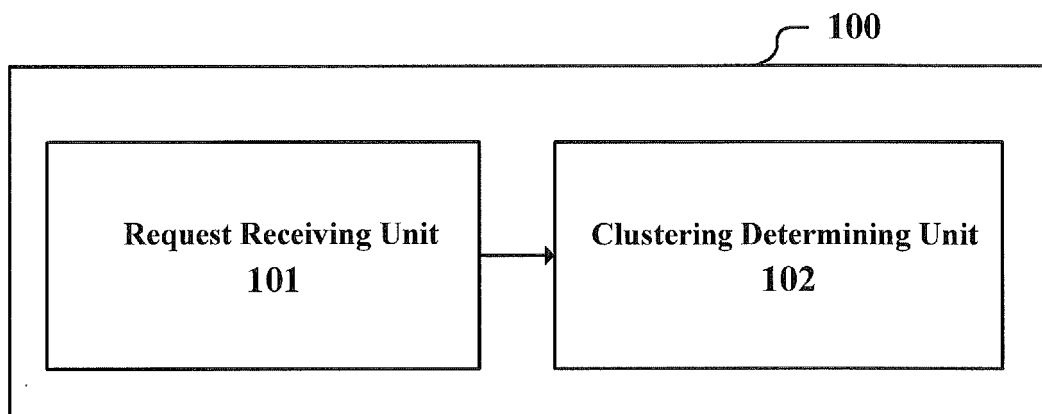 100
Request Receiving Unit
101
Clustering Determining Unit
102